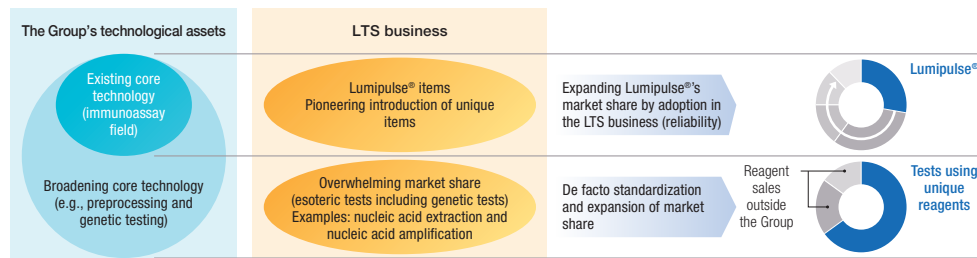 The Group's technological assets
LTS business
Existing core
technology
(immunoassay
field)
Lumipulse® items
Pioneering introduction of unique
items
Expanding Lumipulse®'s
market share by adoption in
the LTS business (reliability)
Lumipulse®
Broadening core technology
(e.g., preprocessing and
genetic testing)
Overwhelming market share
(esoteric tests including genetic tests)
Examples: nucleic acid extraction and
nucleic acid amplification
De facto standardization
and expansion of market
share
Reagent
sales
outside
the Group
Tests using
unique
reagents